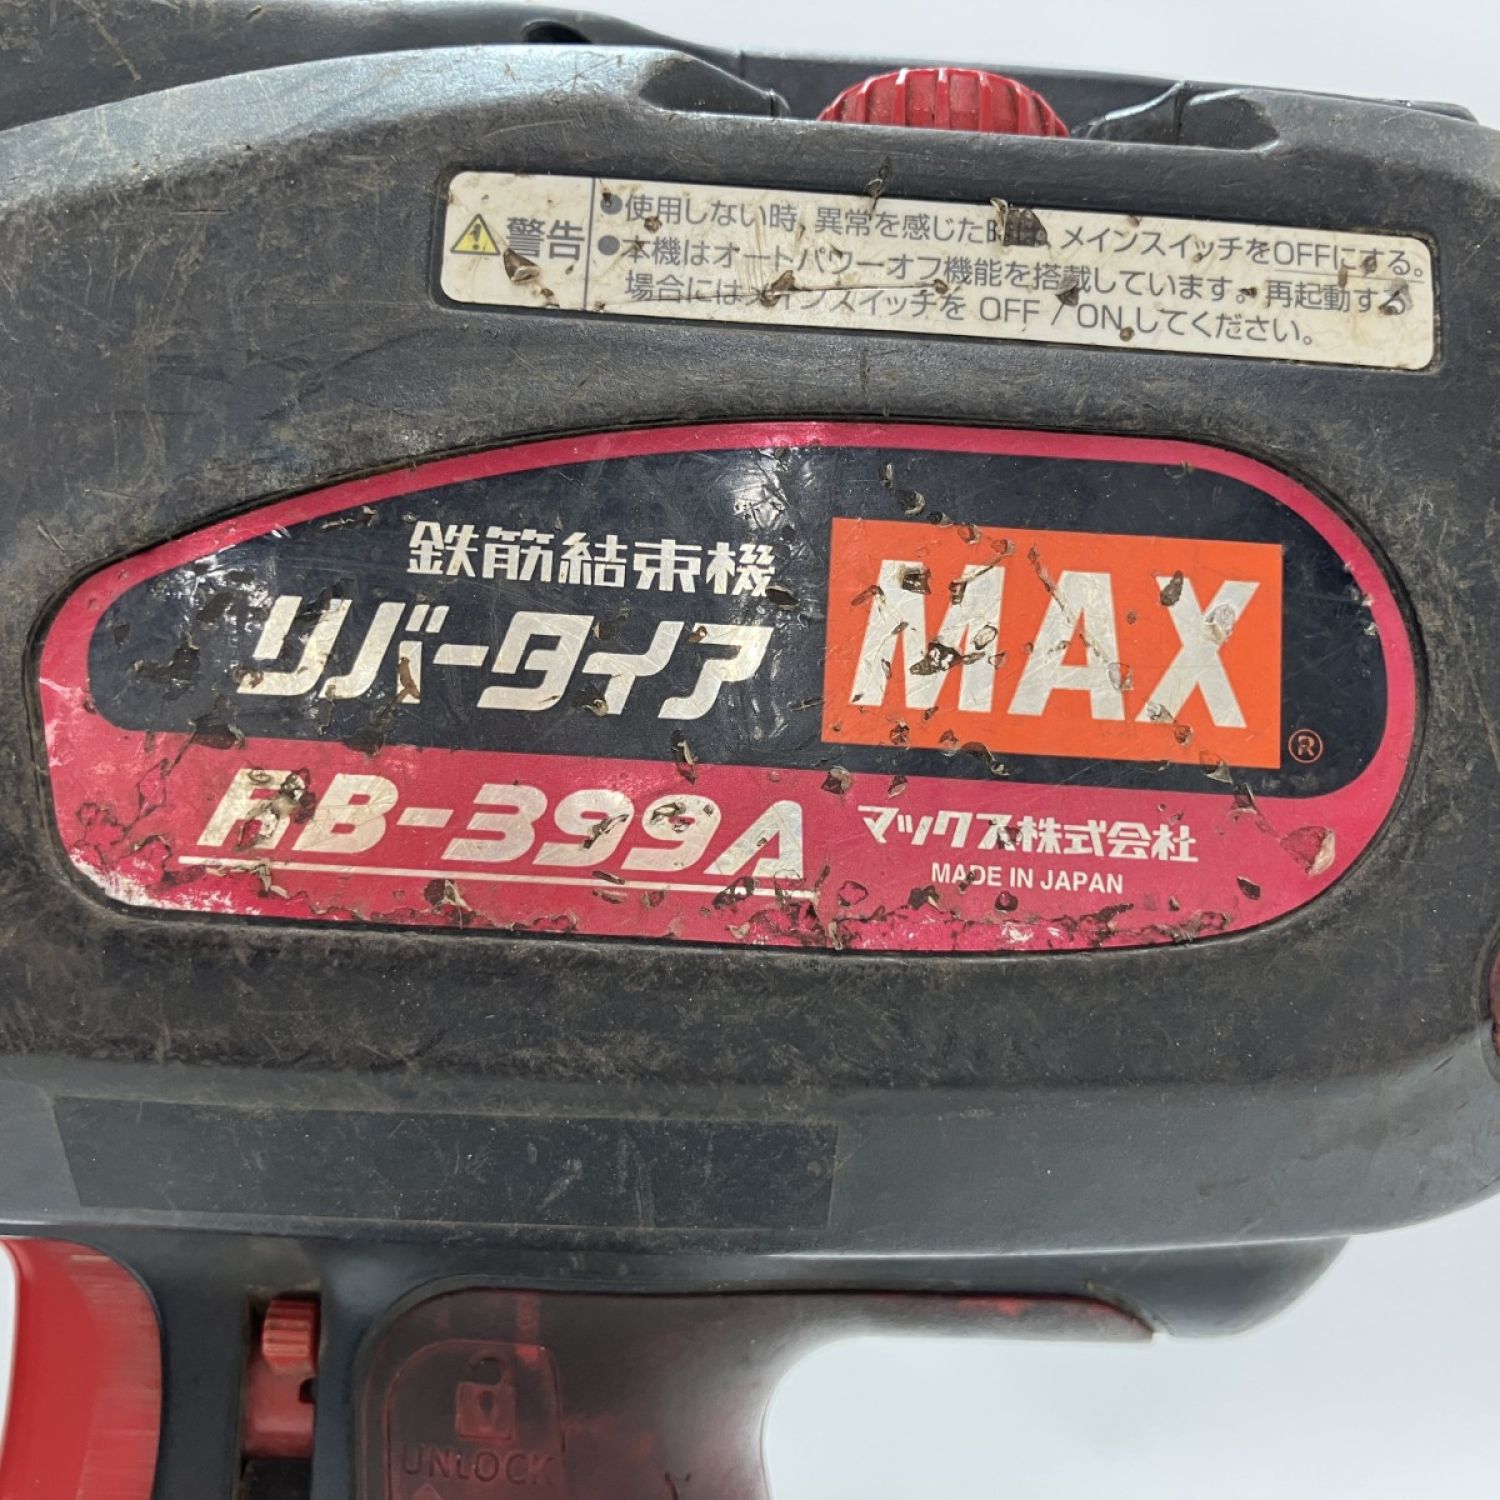 警告
●使用しない時,異常を感じた時は、メインスイッチをOFFにする。
●本機はオートパワーオフ機能を搭載しています。再起動する
場合にはメインスイッチを OFF / ONしてください。
鉄筋結束機
リバータイア
MAX
®
RB-399A
マックス株式会社
MADE IN JAPAN
UNLOCK